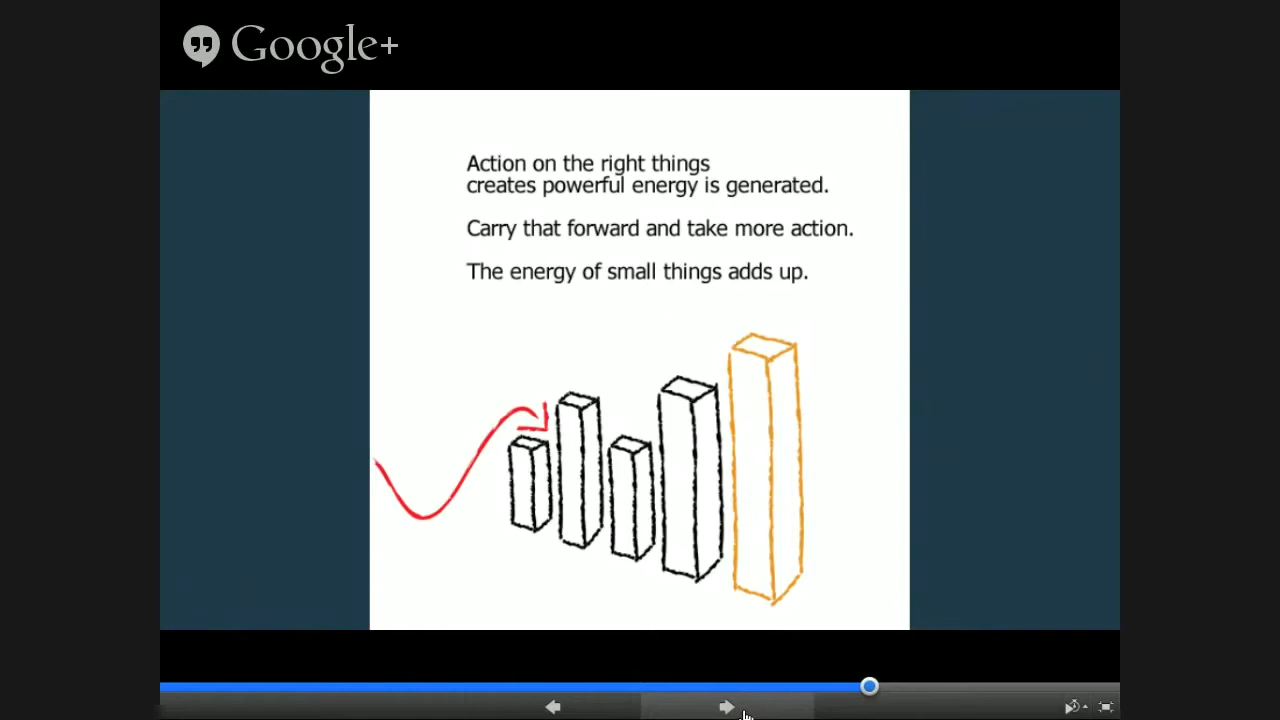 Google+
Action on the right things
creates powerful energy is generated.
Carry that forward and take more action.
The energy of small things adds up.